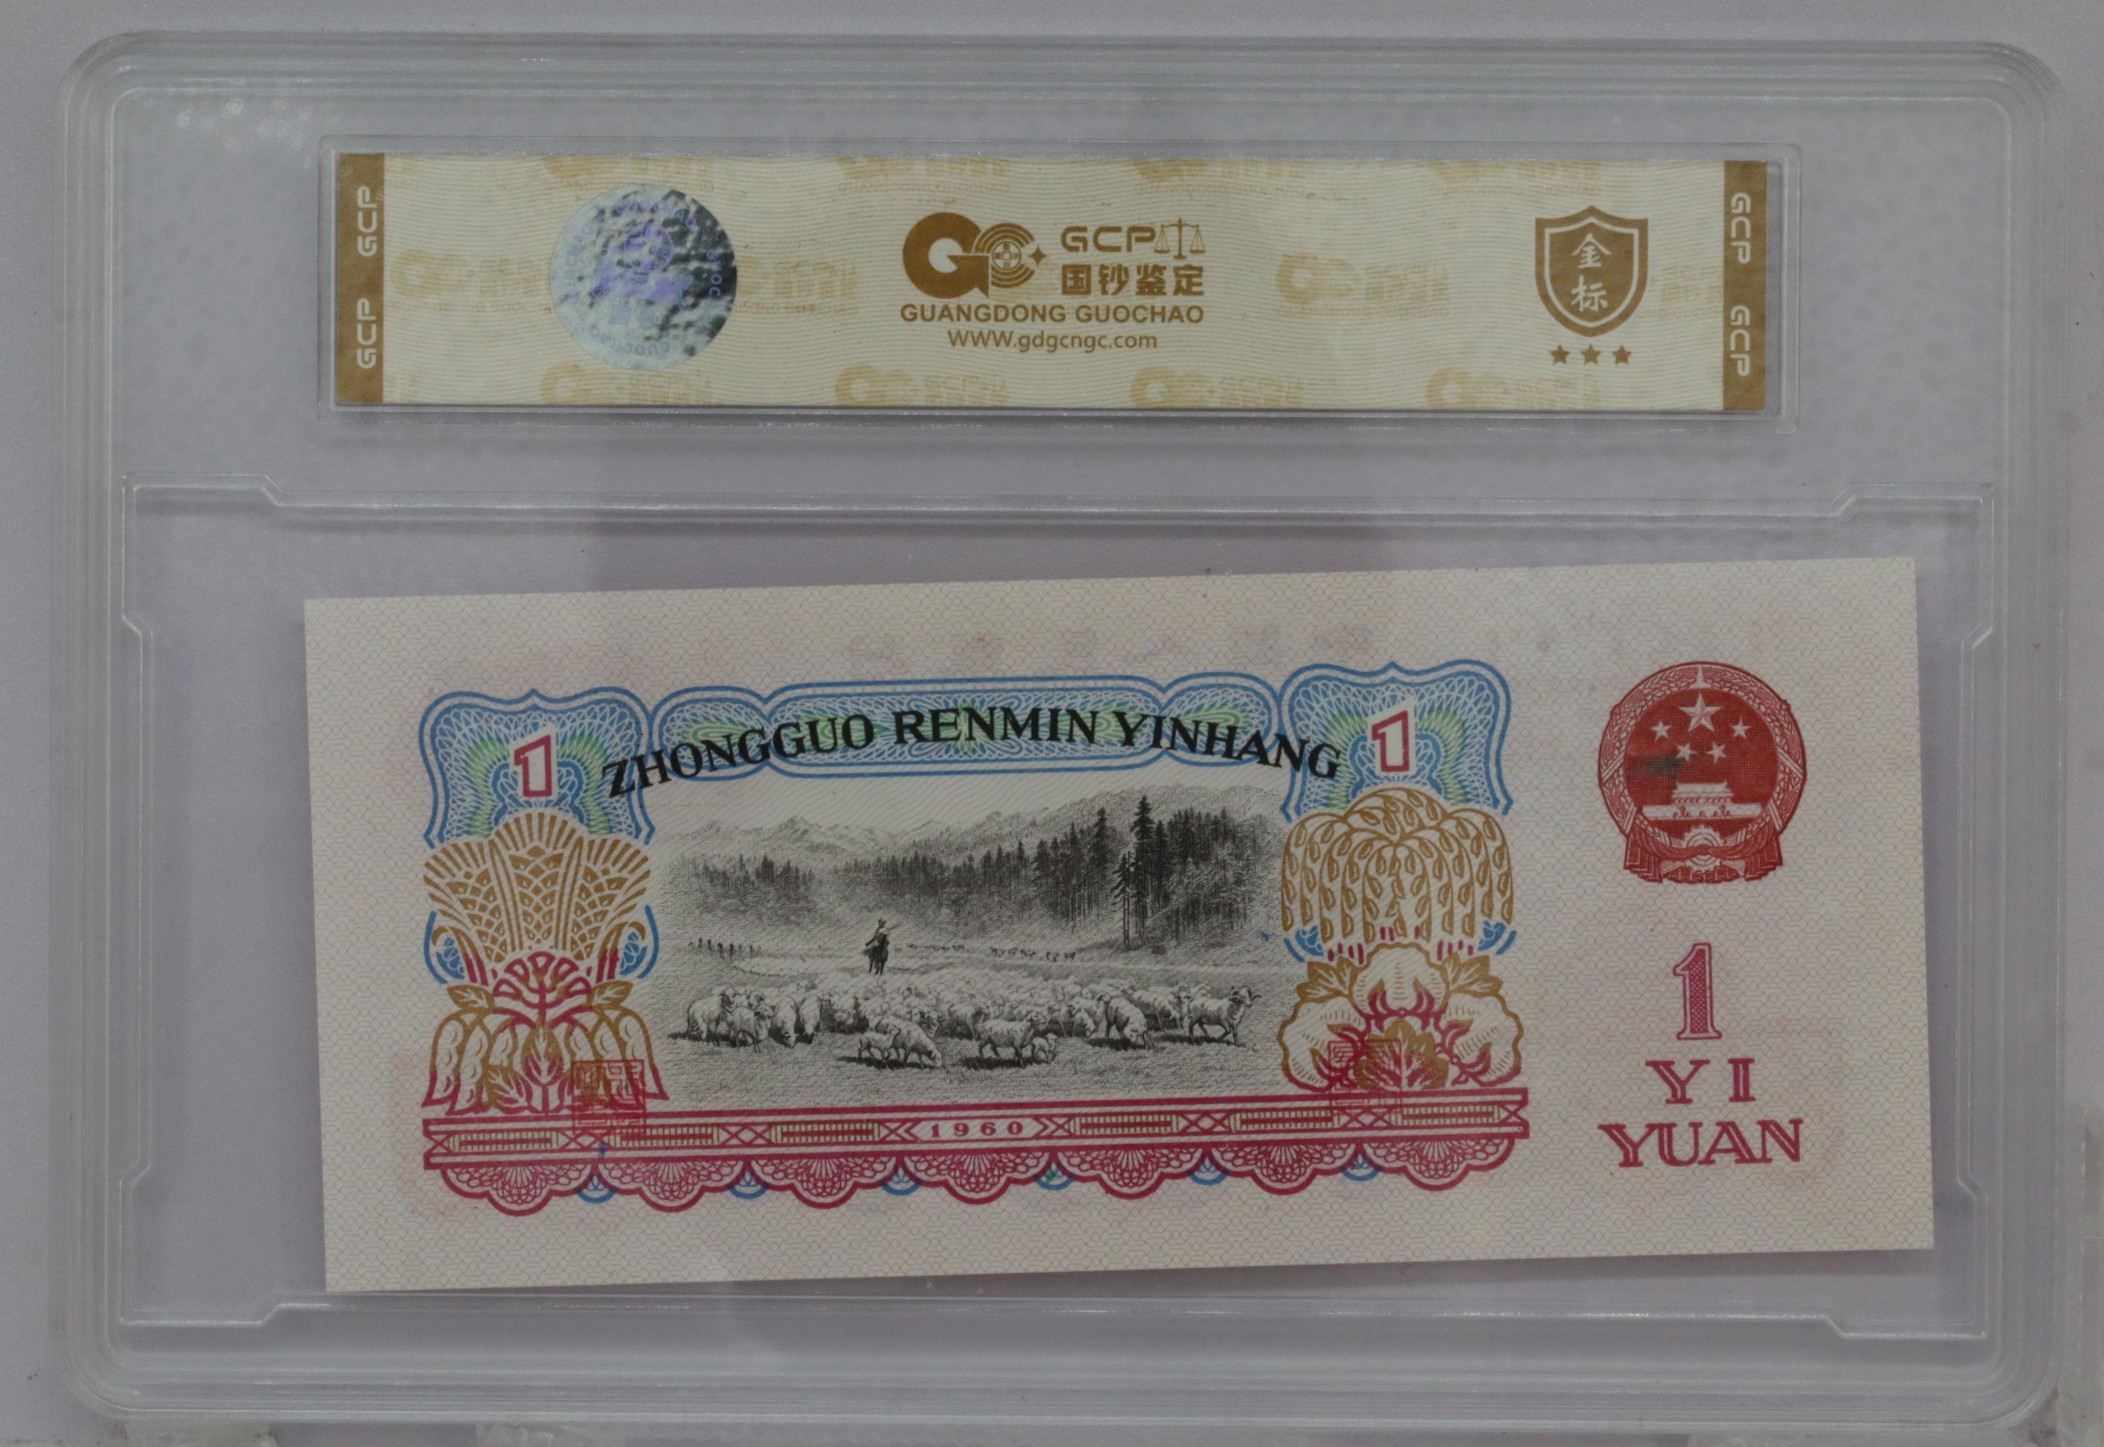 GCP
GCP
GCP
国钞鉴定
GUANGDONG GUOCHAO
www.gdgcngc.com
金
标
GCP
GCP
1
ZHONGGUO RENMIN YINHANG
1
1960
1
YI
YUAN